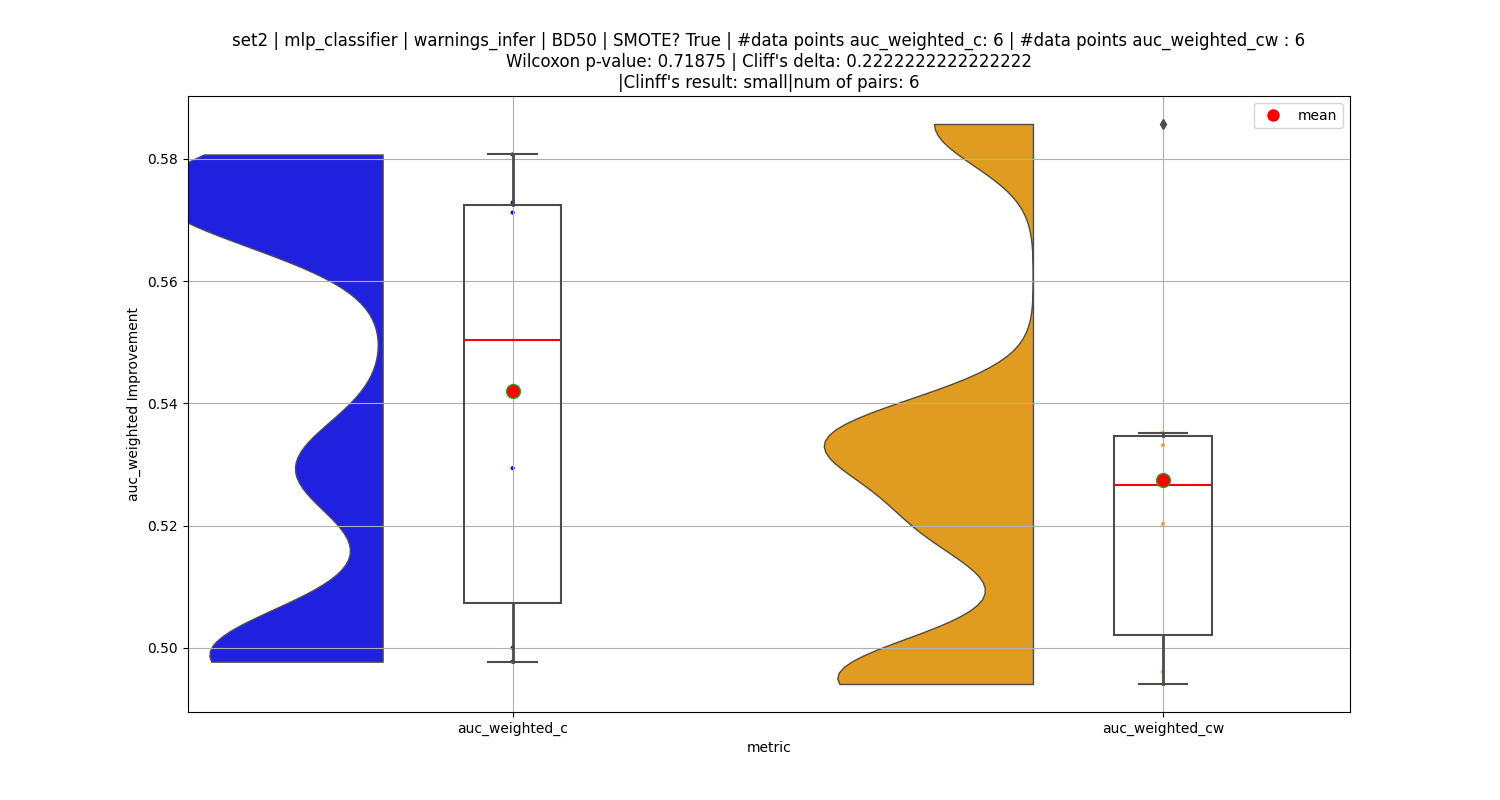 set2 | mlp_classifier | warnings_infer | BD50 | SMOTE? True | #data points auc_weighted_c: 6 | #data points auc_weighted_cw : 6
Wilcoxon p-value: 0.71875 | Cliff's delta: 0.2222222222222222
|Clinff's result: small|num of pairs: 6
mean
0.58
0.56
0.54
0.52
0.50
auc_weighted Improvement
auc_weighted_c
auc_weighted_cw
metric